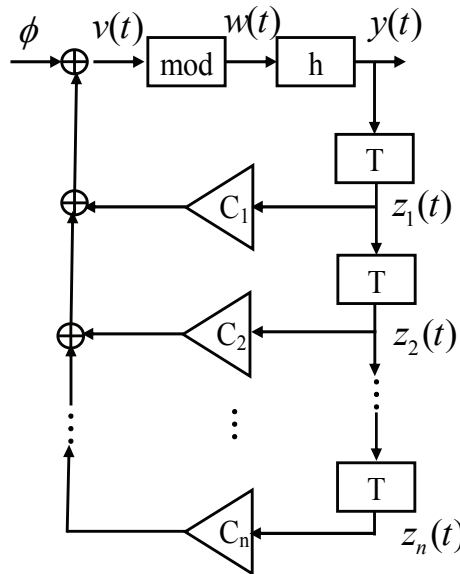 ϕ v(t) w(t) y(t)
mod h
T
C₁ z₁(t)
T
C₂ z₂(t)
⋮ ⋮ ⋮
T
Cₙ zₙ(t)